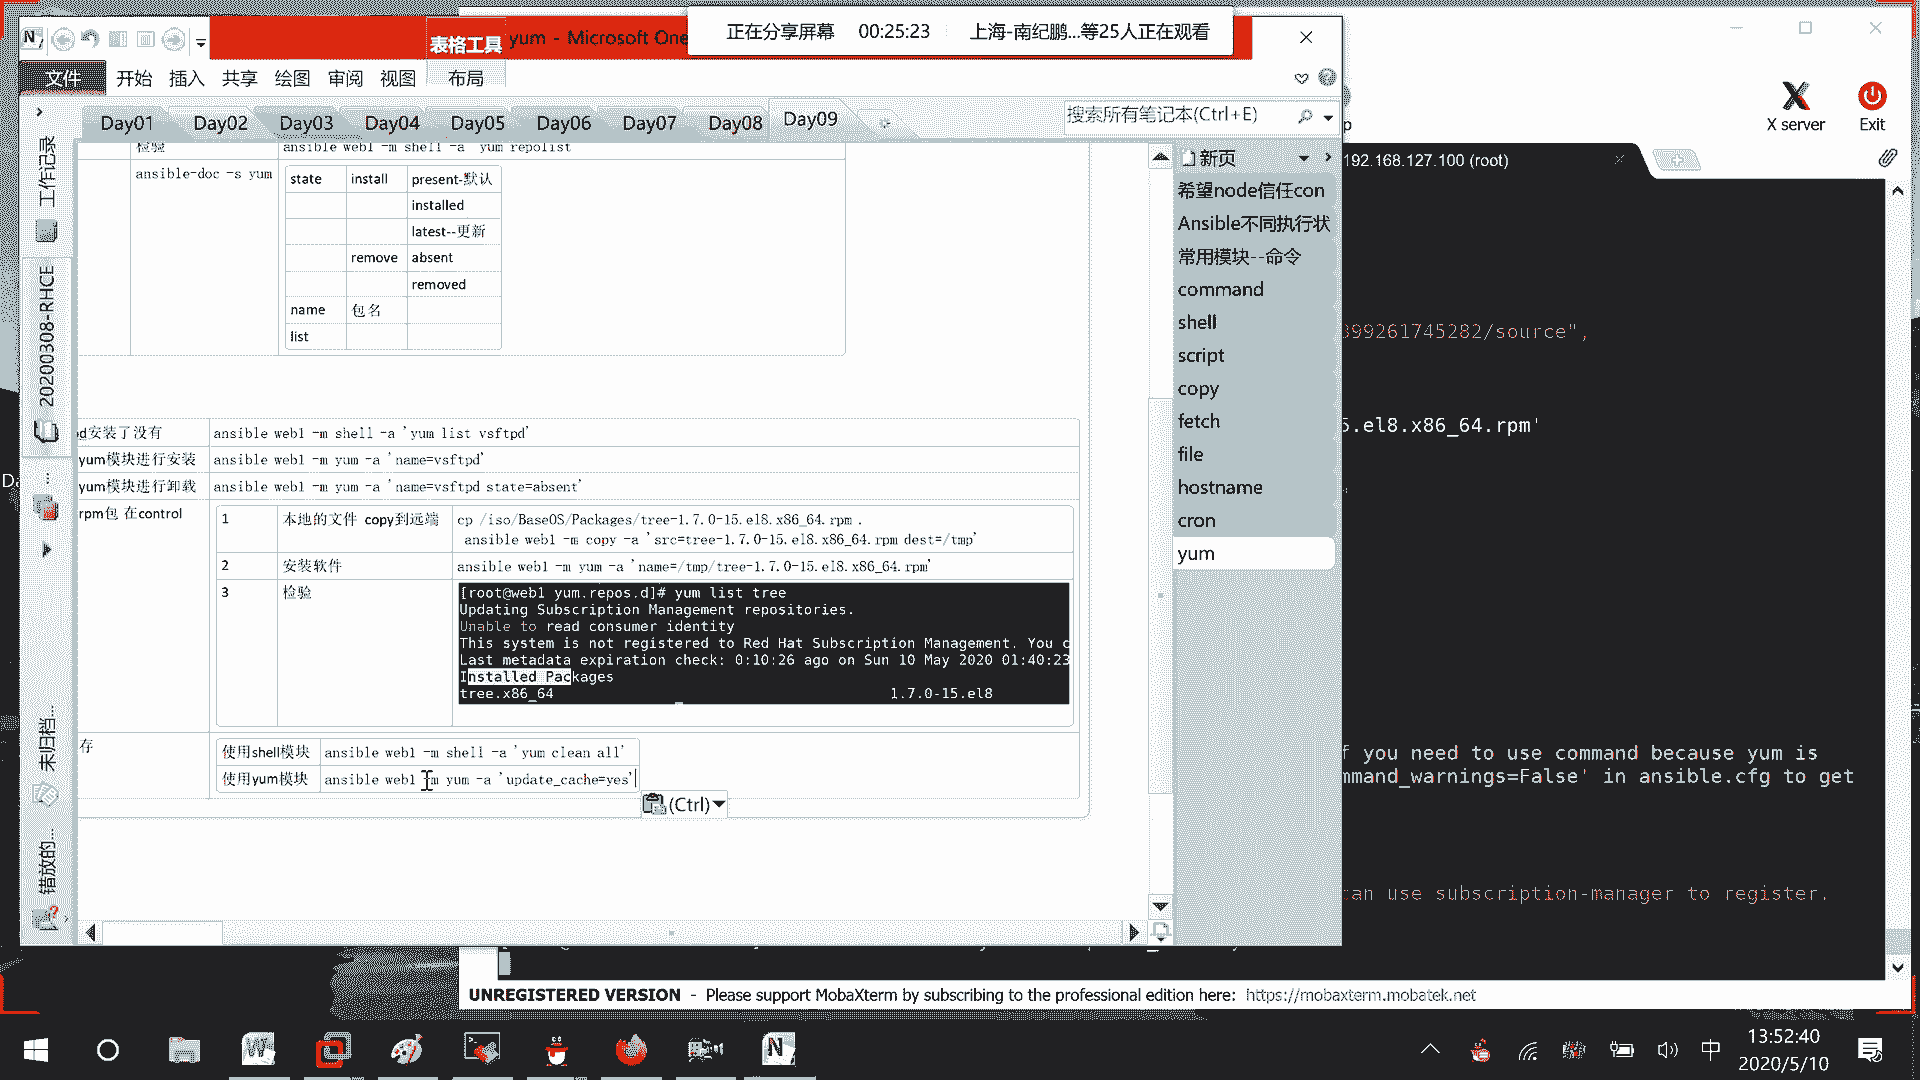 正在分享屏幕 00:25:23 上海-南纪鹏...等25人正在观看
表格工具 yum - Microsoft One
文件 开始 插入 共享 绘图 审阅 视图 布局
X server Exit
Day01 Day02 Day03 Day04 Day05 Day06 Day07 Day08 Day09
搜索所有笔记本(Ctrl+E)
工作记录
20200308-RHCE
未归档...
错放的...
检验 ansible web1 -m shell -a 'yum repolist'
ansible-doc -s yum
state install present-默认
installed
latest--更新
remove absent
removed
name 包名
list
安装了没有 ansible web1 -m shell -a 'yum list vsftpd'
yum模块进行安装 ansible web1 -m yum -a 'name=vsftpd'
yum模块进行卸载 ansible web1 -m yum -a 'name=vsftpd state=absent'
rpm包 在control
1 本地的文件 copy到远端 cp /iso/BaseOS/Packages/tree-1.7.0-15.el8.x86_64.rpm .
ansible web1 -m copy -a 'src=tree-1.7.0-15.el8.x86_64.rpm dest=/tmp'
2 安装软件 ansible web1 -m yum -a 'name=/tmp/tree-1.7.0-15.el8.x86_64.rpm'
3 检验
[root@web1 yum.repos.d]# yum list tree
Updating Subscription Management repositories.
Unable to read consumer identity
This system is not registered to Red Hat Subscription Management. You c
Last metadata expiration check: 0:10:26 ago on Sun 10 May 2020 01:40:23
Installed Packages
tree.x86_64 1.7.0-15.el8
存
使用shell模块 ansible web1 -m shell -a 'yum clean all'
使用yum模块 ansible web1 -m yum -a 'update_cache=yes'
(Ctrl)
新页
希望node信任con
Ansible不同执行状
常用模块--命令
command
shell
script
copy
fetch
file
hostname
cron
yum
192.168.127.100 (root)
399261745282/source",
5.el8.x86_64.rpm'
f you need to use command because yum is
mmand_warnings=False' in ansible.cfg to get
can use subscription-manager to register.
UNREGISTERED VERSION - Please support MobaXterm by subscribing to the professional edition here: https://mobaxterm.mobatek.net
中
13:52:40
2020/5/10